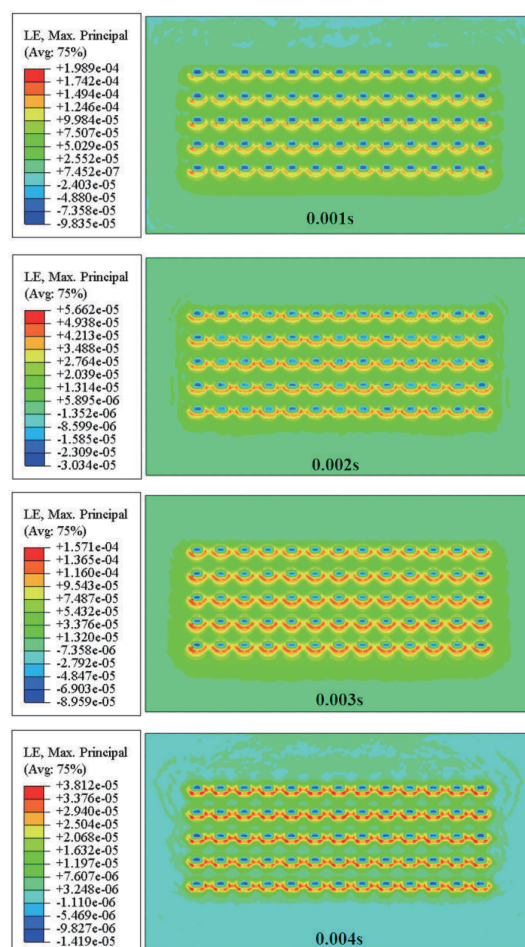 LE, Max. Principal
(Avg: 75%)
+1.989e-04
+1.742e-04
+1.494e-04
+1.246e-04
+9.984e-05
+7.507e-05
+5.029e-05
+2.552e-05
+7.452e-07
-2.403e-05
-4.880e-05
-7.358e-05
-9.835e-05
0.001s
LE, Max. Principal
(Avg: 75%)
+5.662e-05
+4.938e-05
+4.213e-05
+3.488e-05
+2.764e-05
+2.039e-05
+1.314e-05
+5.895e-06
-1.352e-06
-8.599e-06
-1.585e-05
-2.309e-05
-3.034e-05
0.002s
LE, Max. Principal
(Avg: 75%)
+1.571e-04
+1.365e-04
+1.160e-04
+9.543e-05
+7.487e-05
+5.432e-05
+3.376e-05
+1.320e-05
-7.358e-06
-2.792e-05
-4.847e-05
-6.903e-05
-8.959e-05
0.003s
LE, Max. Principal
(Avg: 75%)
+3.812e-05
+3.376e-05
+2.940e-05
+2.504e-05
+2.068e-05
+1.632e-05
+1.197e-05
+7.607e-06
+3.248e-06
-1.110e-06
-5.469e-06
-9.827e-06
-1.419e-05
0.004s